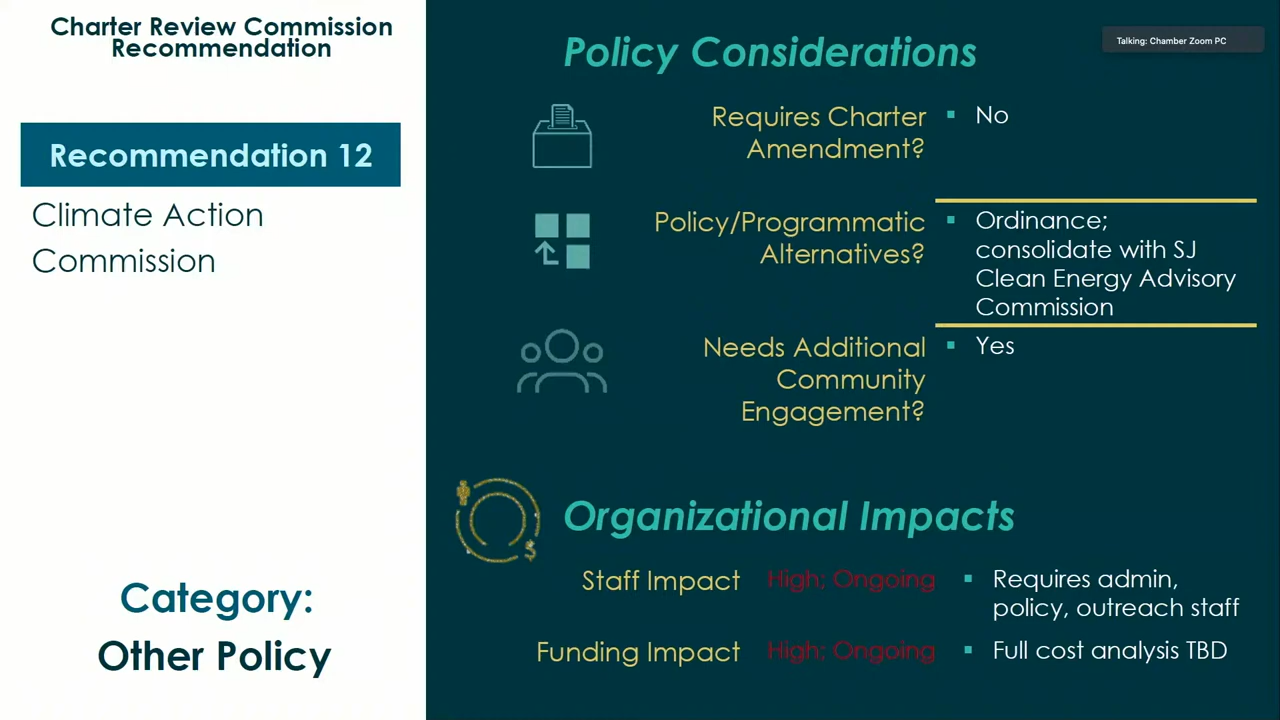 Charter Review Commission
Recommendation
Recommendation 12
Climate Action
Commission
Category:
Other Policy
Policy Considerations
Talking: Chamber Zoom PC
Requires Charter
Amendment?
▪ No
Policy/Programmatic
Alternatives?
▪ Ordinance;
consolidate with SJ
Clean Energy Advisory
Commission
Needs Additional
Community
Engagement?
▪ Yes
Organizational Impacts
Staff Impact High; Ongoing ▪ Requires admin,
policy, outreach staff
Funding Impact High; Ongoing ▪ Full cost analysis TBD